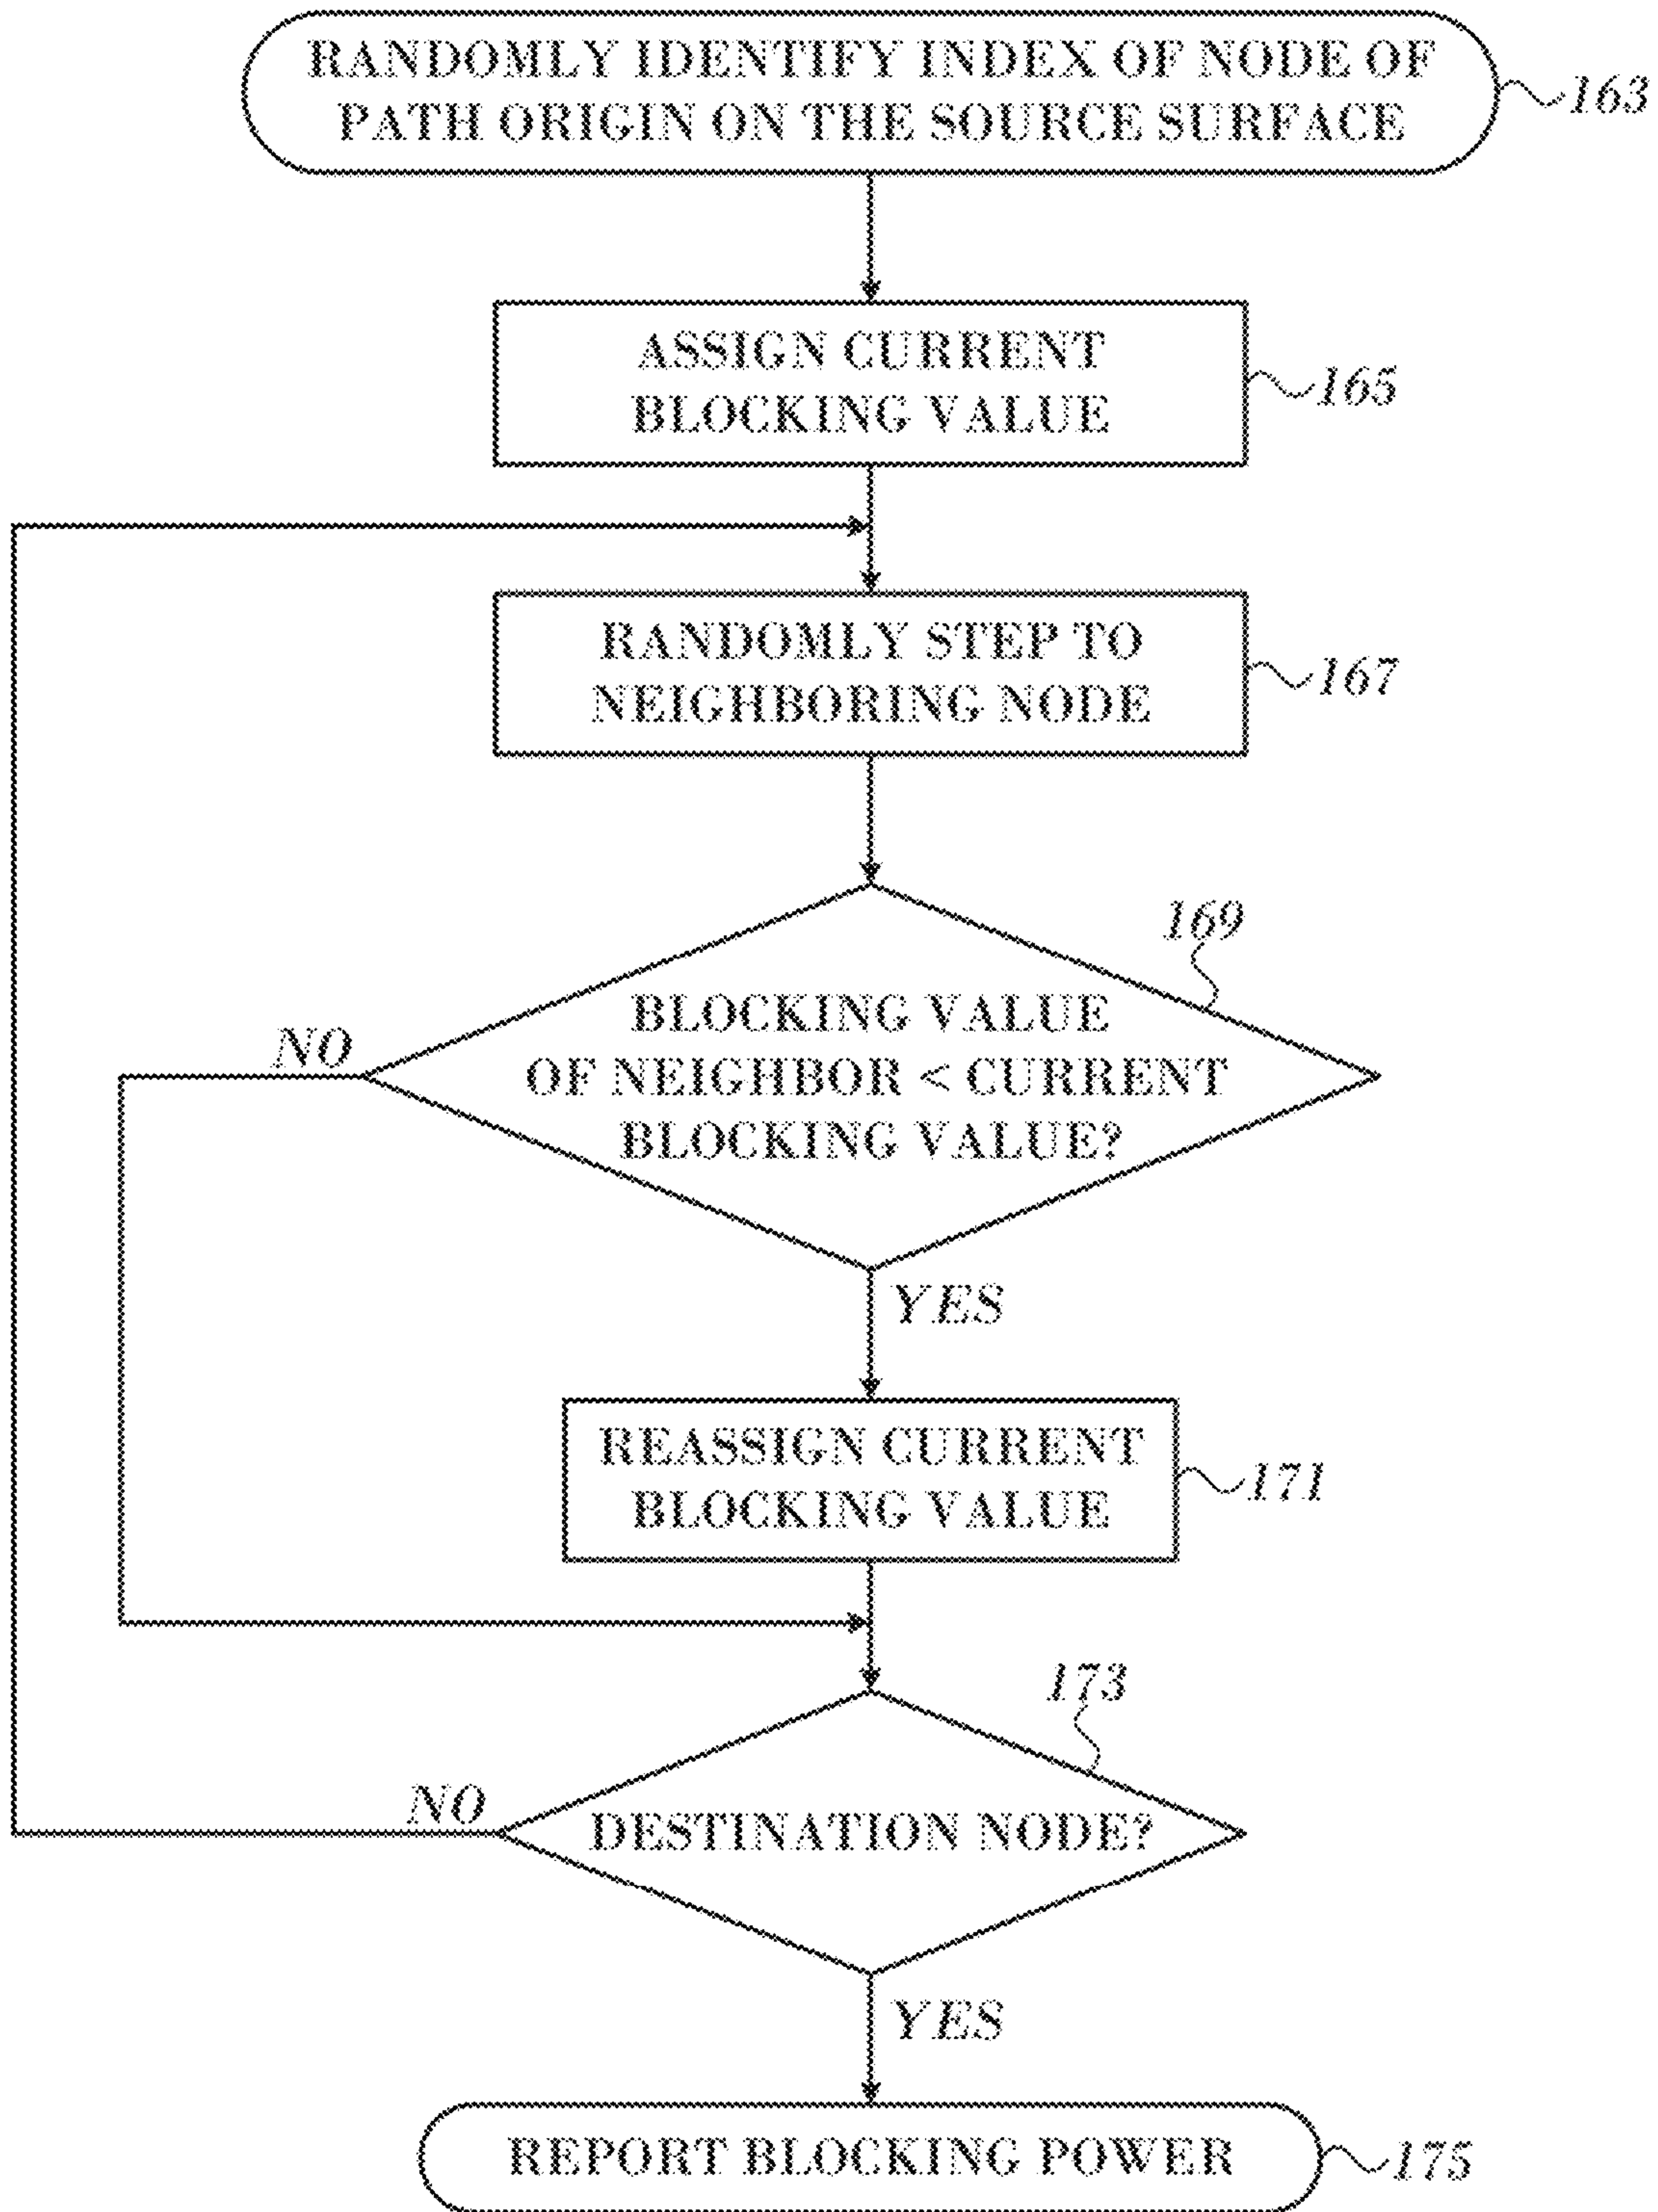 RANDOMLY IDENTIFY INDEX OF NODE OF
PATH ORIGIN ON THE SOURCE SURFACE
163
ASSIGN CURRENT
BLOCKING VALUE
165
RANDOMLY STEP TO
NEIGHBORING NODE
167
169
BLOCKING VALUE
OF NEIGHBOR < CURRENT
BLOCKING VALUE?
NO
YES
REASSIGN CURRENT
BLOCKING VALUE
171
173
DESTINATION NODE?
NO
YES
REPORT BLOCKING POWER
175